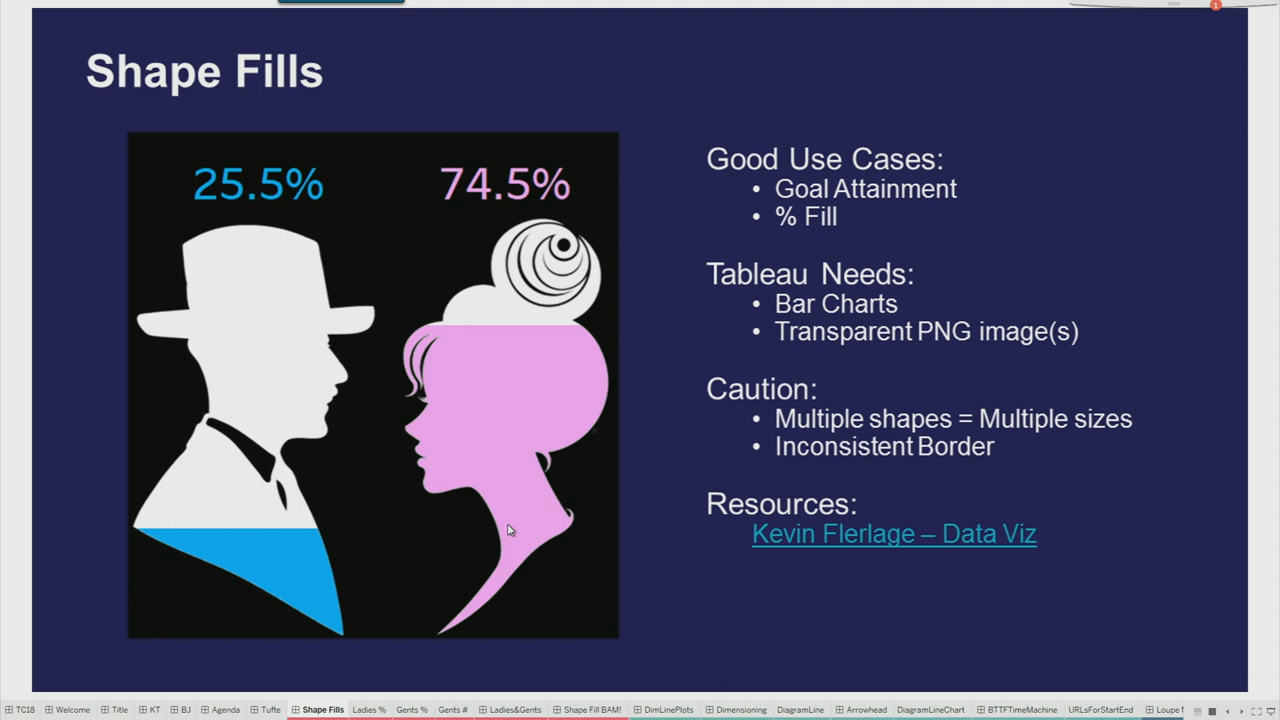 Shape Fills
25.5%
74.5%
Good Use Cases:
• Goal Attainment
• % Fill
Tableau Needs:
• Bar Charts
• Transparent PNG image(s)
Caution:
• Multiple shapes = Multiple sizes
• Inconsistent Border
Resources:
Kevin Flerlage – Data Viz
1
TC18 Welcome Title KT BJ Agenda Tufte Shape Fills Ladies % Gents % Gents # Ladies&Gents Shape Fill BAM! DimLinePlots Dimensioning DiagramLine Arrowhead DiagramLineChart BTTFTimeMachine URLsForStartEnd Loupe